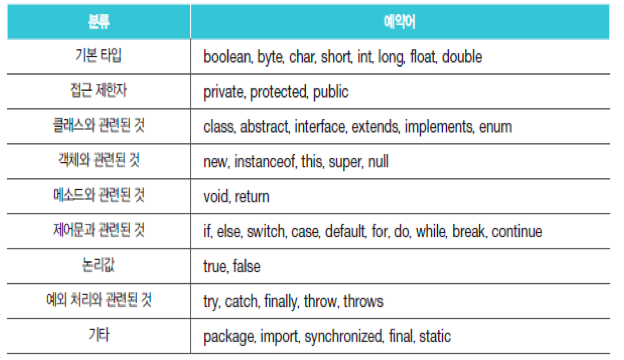 분류 예약어
기본 타입 boolean, byte, char, short, int, long, float, double
접근 제한자 private, protected, public
클래스와 관련된 것 class, abstract, interface, extends, implements, enum
객체와 관련된 것 new, instanceof, this, super, null
메소드와 관련된 것 void, return
제어문과 관련된 것 if, else, switch, case, default, for, do, while, break, continue
논리값 true, false
예외 처리와 관련된 것 try, catch, finally, throw, throws
기타 package, import, synchronized, final, static